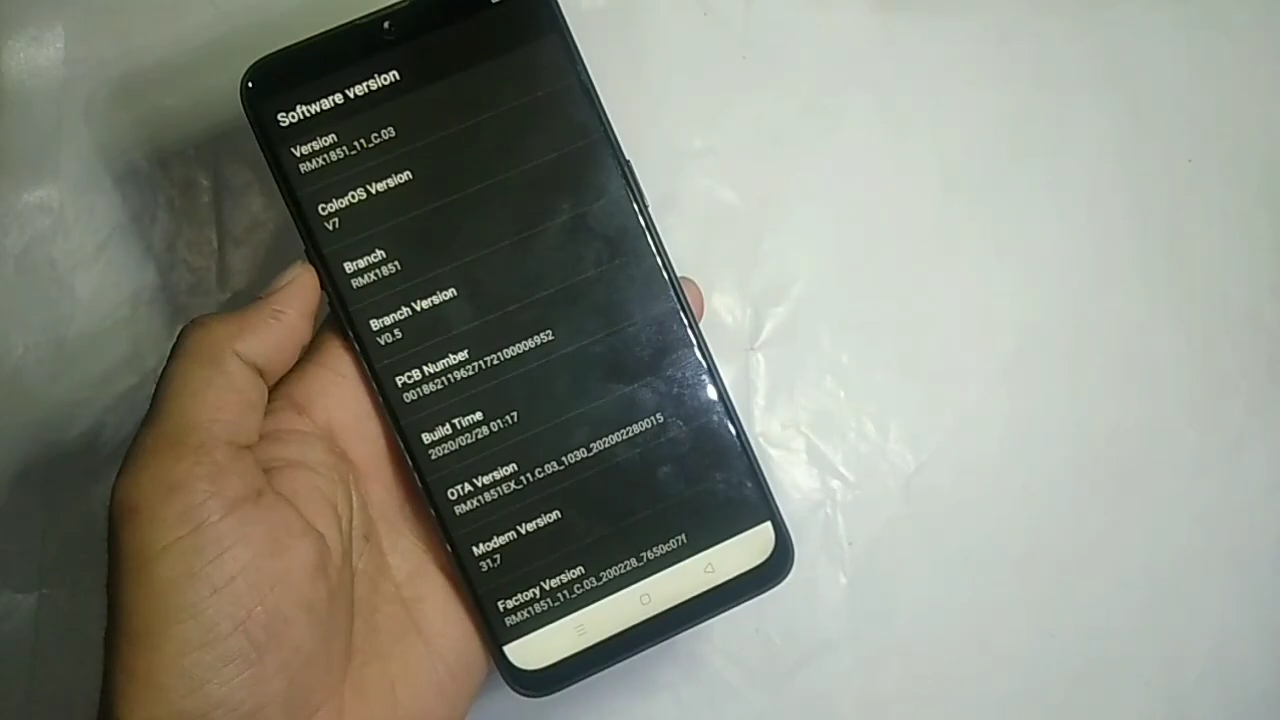 Software version
Version
RMX1851_11_C.03
ColorOS Version
V7
Branch
RMX1851
Branch Version
V0.5
PCB Number
001862119627172100006952
Build Time
2020/02/28 01:17
OTA Version
RMX1851EX_11.C.03_1030_202002280015
Modem Version
31,7
Factory Version
RMX1851_11_C.03_200228_7650c07f